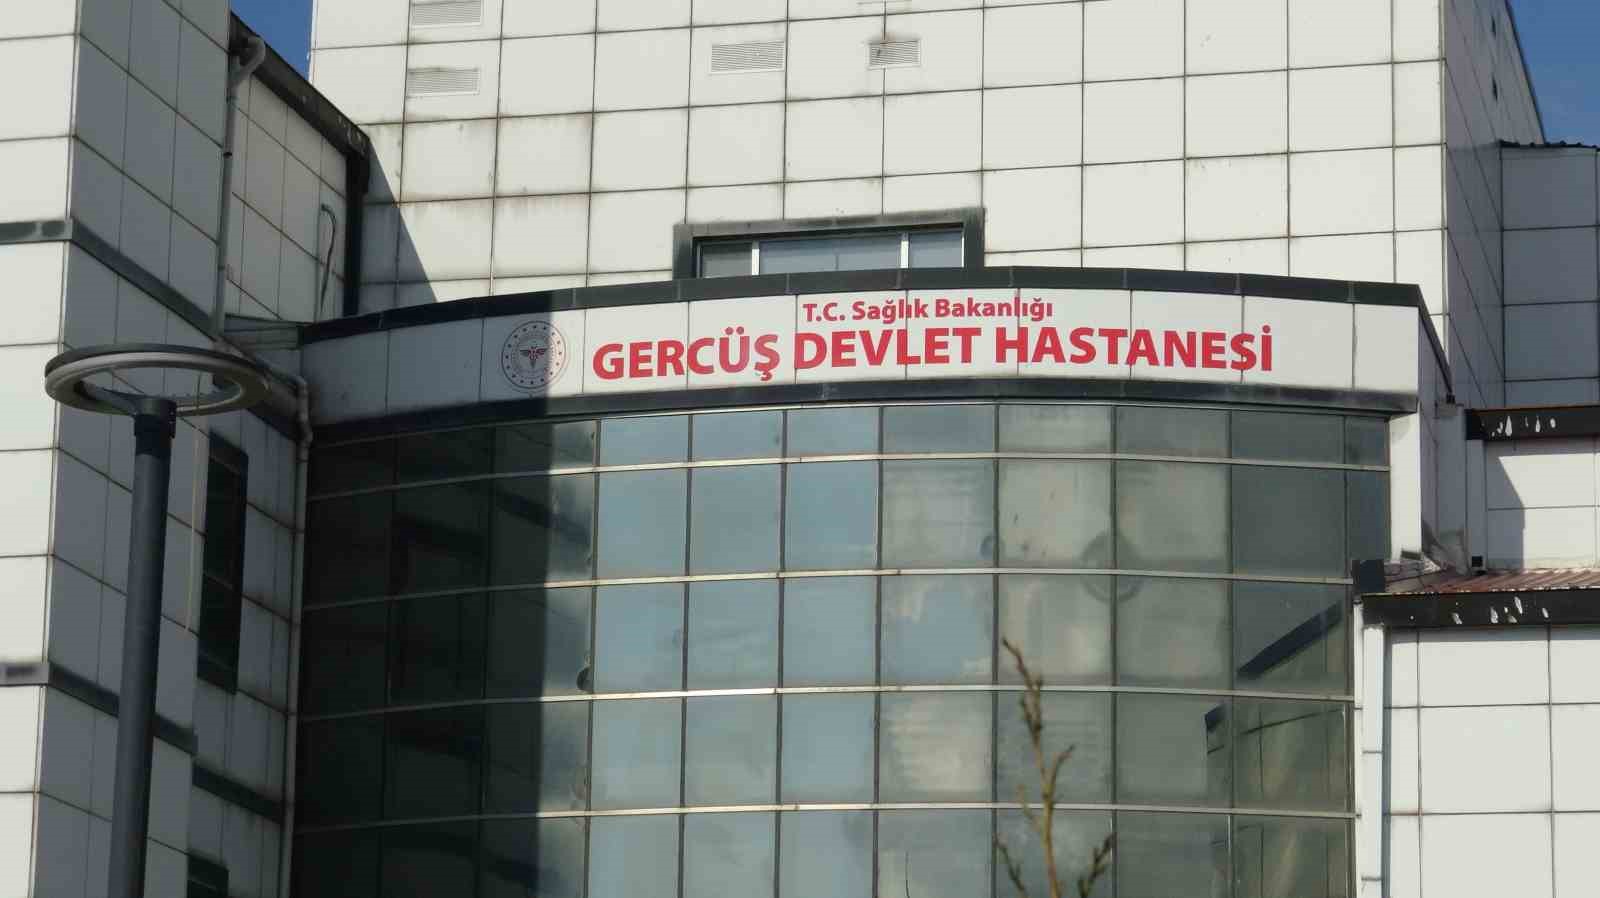 T.C. Sağlık Bakanlığı
GERCÜŞ DEVLET HASTANESİ